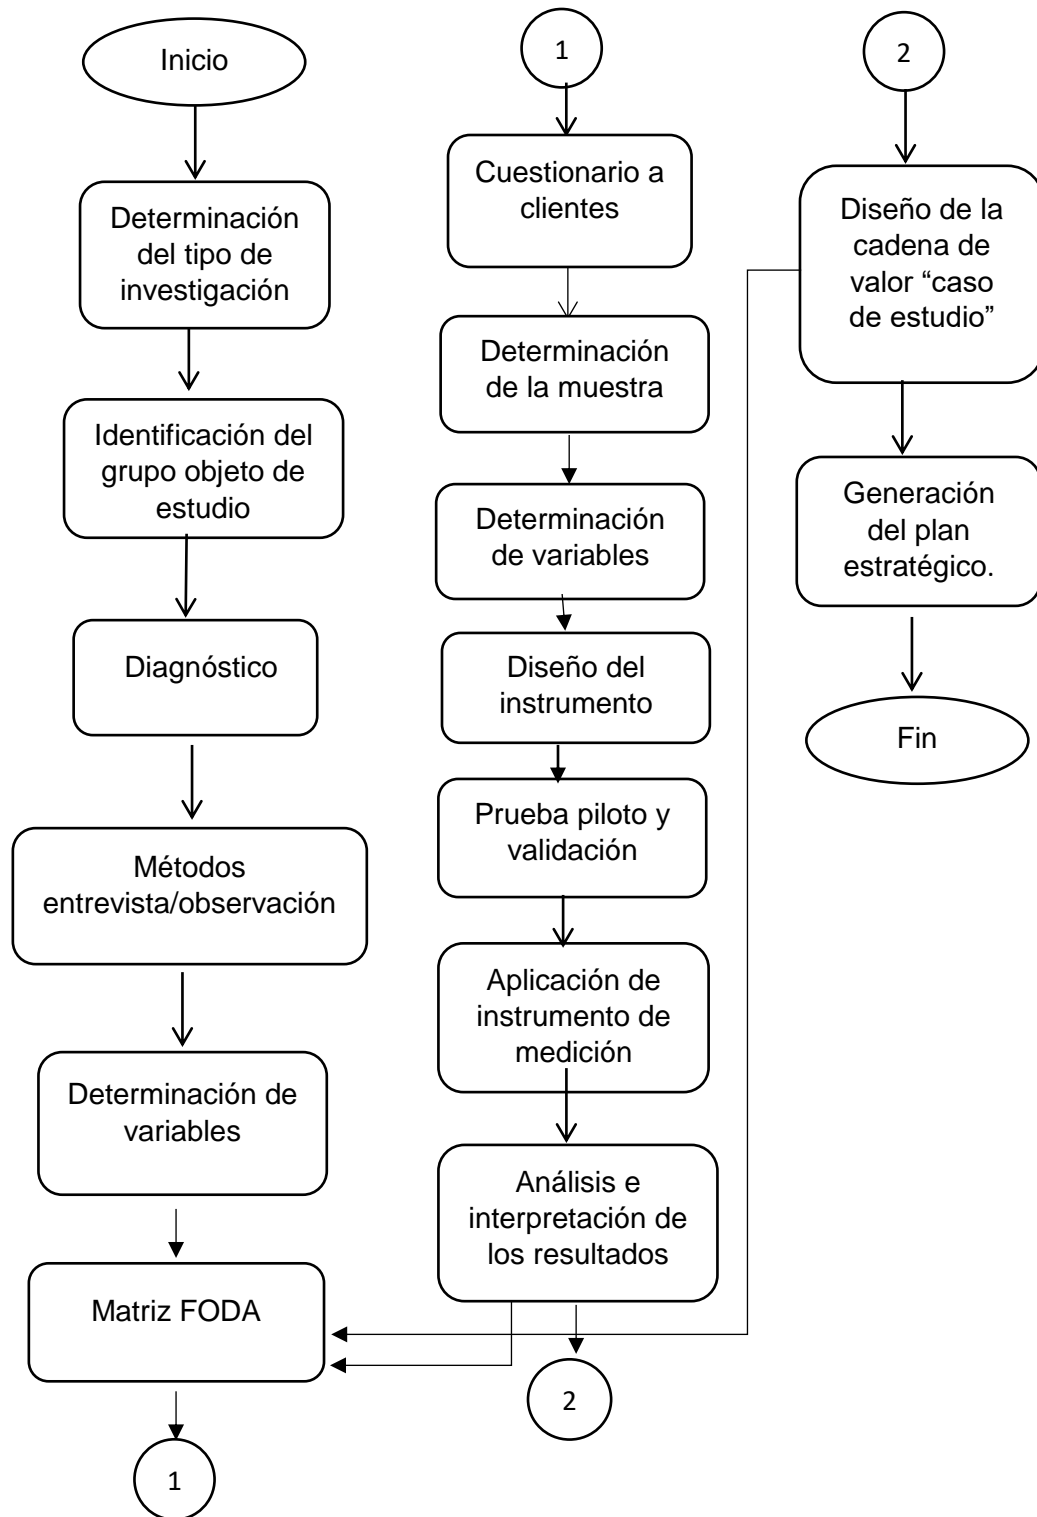 Inicio
Determinación
del tipo de
investigación
Identificación del
grupo objeto de
estudio
Diagnóstico
Métodos
entrevista/observación
Determinación de
variables
Matriz FODA
1
1
Cuestionario a
clientes
Determinación
de la muestra
Determinación
de variables
Diseño del
instrumento
Prueba piloto y
validación
Aplicación de
instrumento de
medición
Análisis e
interpretación de
los resultados
2
2
Diseño de la
cadena de
valor “caso
de estudio”
Generación
del plan
estratégico.
Fin